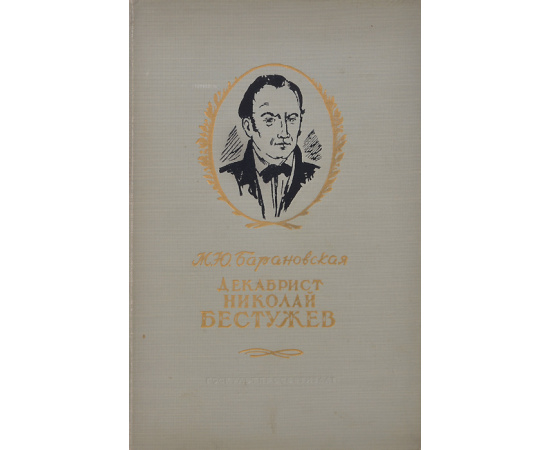 М.Ю. Барановская
ДЕКАБРИСТ
НИКОЛАЙ
БЕСТУЖЕВ